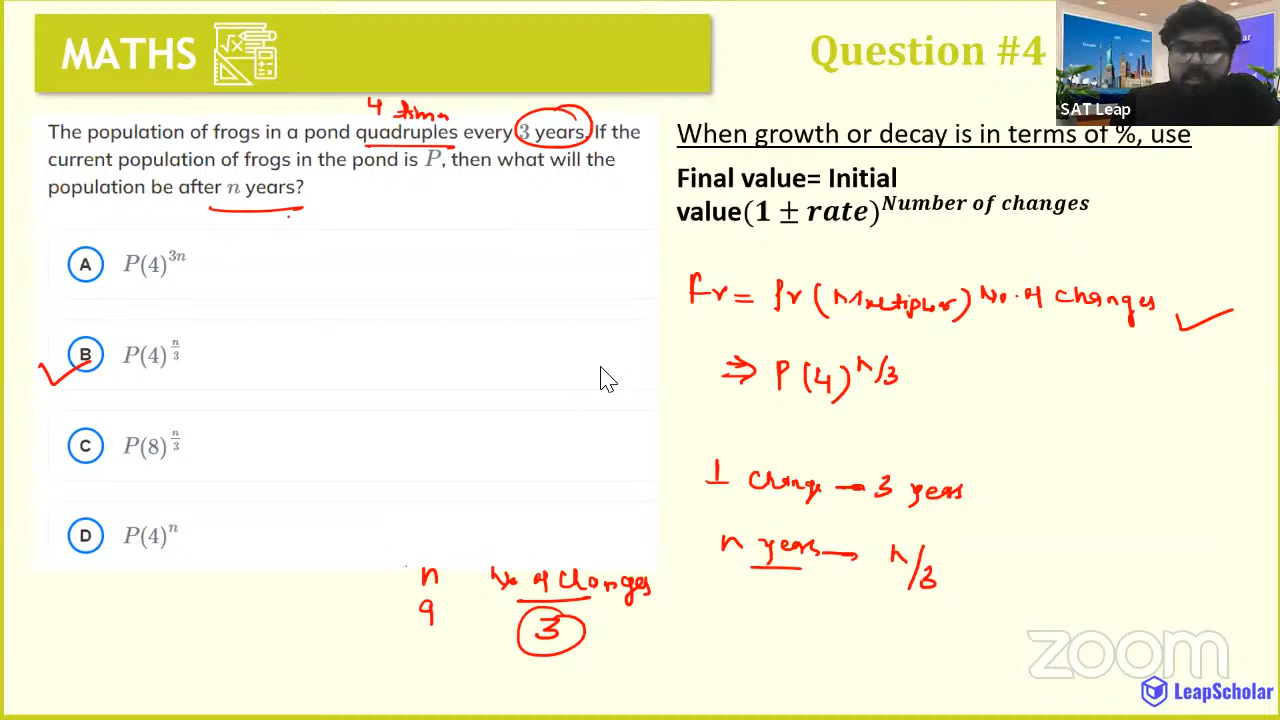 MATHS
Question #4
SAT Leap
4 times
The population of frogs in a pond quadruples every 3 years. If the
current population of frogs in the pond is P, then what will the
population be after n years?
A P(4)^{3n}
B P(4)^{\frac{n}{3}}
C P(8)^{\frac{n}{3}}
D P(4)^{n}
When growth or decay is in terms of %, use
Final value= Initial
value(1 ± rate)^{Number of changes}
Fv = Iv (Multiplier) No. of changes
⇒ P(4)^{n/3}
1 change → 3 years
n years → n/3
n No. of changes
9 3
zoom
LeapScholar